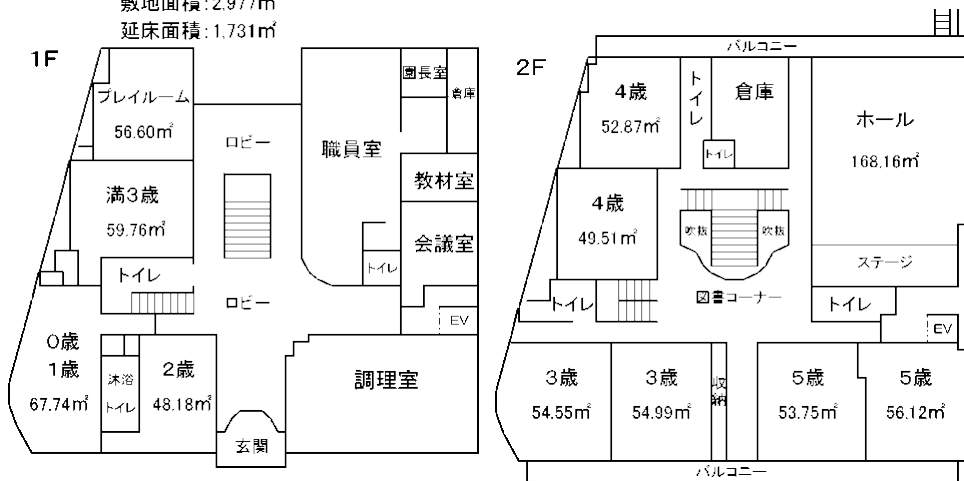 敷地面積：2,977㎡
延床面積：1,731㎡
1F
プレイルーム
56.60㎡
ロビー
職員室
園長室
倉庫
教材室
会議室
満3歳
59.76㎡
トイレ
トイレ
ロビー
EV
0歳
1歳
67.74㎡
沐浴
トイレ
2歳
48.18㎡
調理室
玄関
2F
バルコニー
4歳
52.87㎡
トイレ
倉庫
トイレ
ホール
168.16㎡
4歳
49.51㎡
吹抜
吹抜
ステージ
図書コーナー
トイレ
トイレ
EV
3歳
54.55㎡
3歳
54.99㎡
収納
5歳
53.75㎡
5歳
56.12㎡
バルコニー